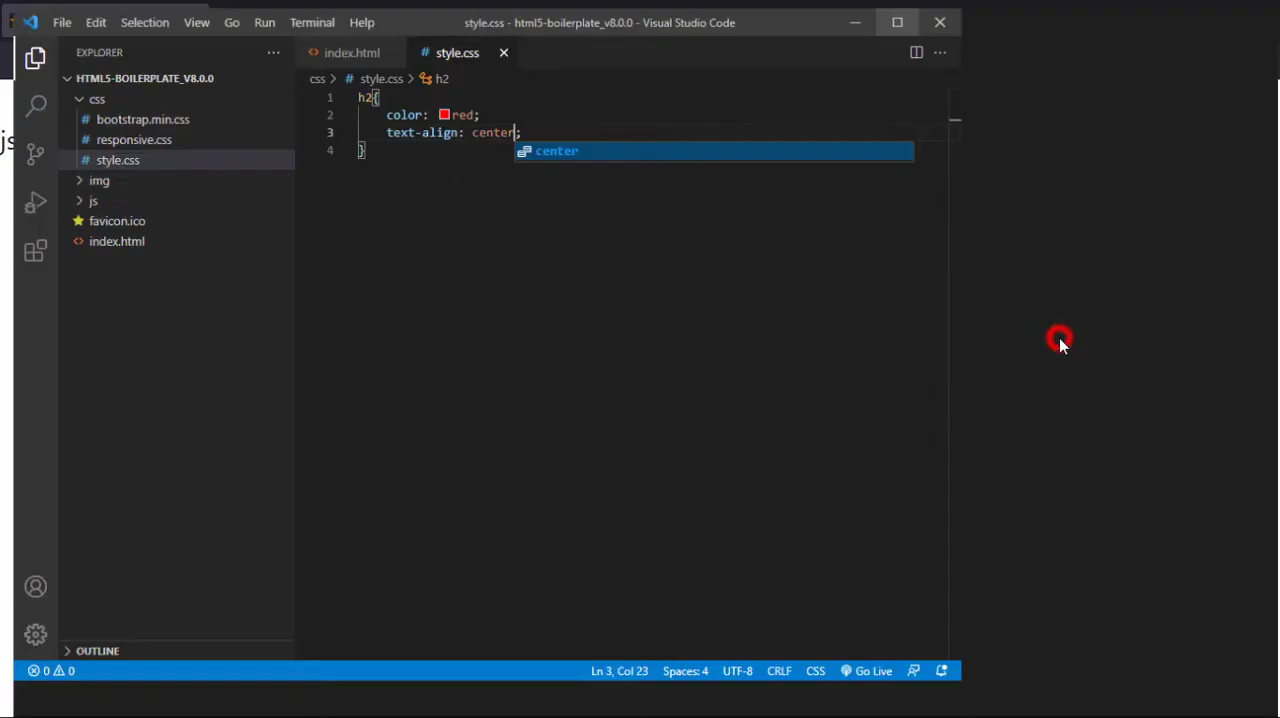 File Edit Selection View Go Run Terminal Help style.css - html5-boilerplate_v8.0.0 - Visual Studio Code
EXPLORER
index.html
style.css
HTML5-BOILERPLATE_V8.0.0
css
bootstrap.min.css
responsive.css
style.css
img
js
favicon.ico
index.html
OUTLINE
css > style.css > h2
1 h2{
2 color: red;
3 text-align: center;
center
4 }
js
0 0 Ln 3, Col 23 Spaces: 4 UTF-8 CRLF CSS Go Live